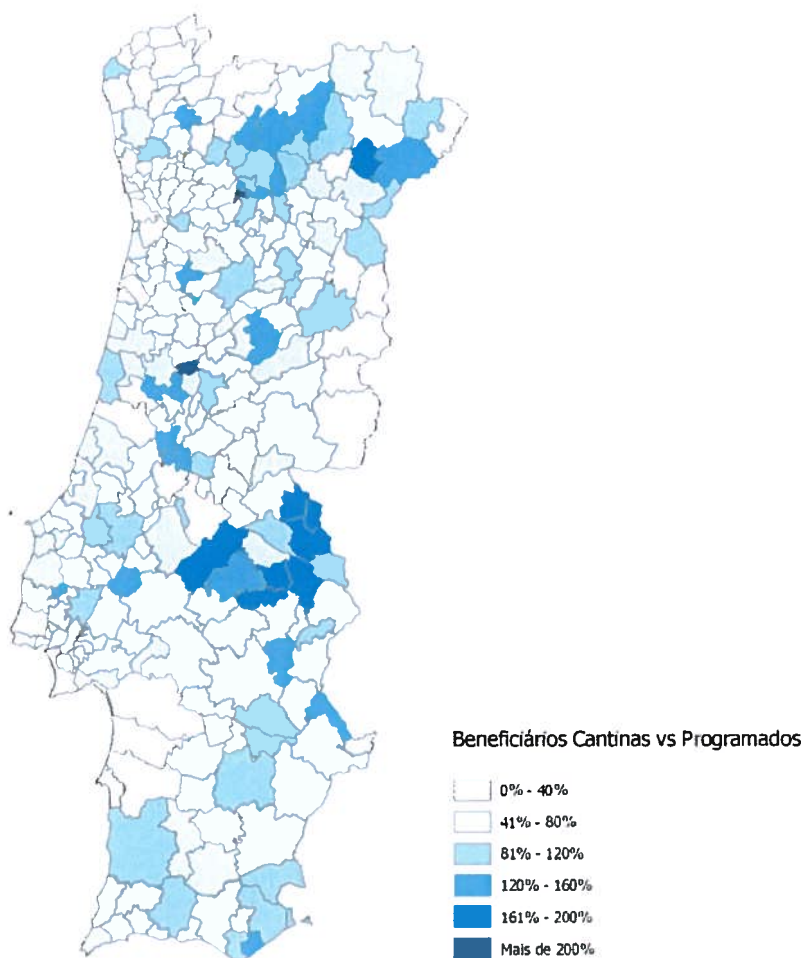 Beneficiários Cantinas vs Programados
0% - 40%
41% - 80%
81% - 120%
120% - 160%
161% - 200%
Mais de 200%